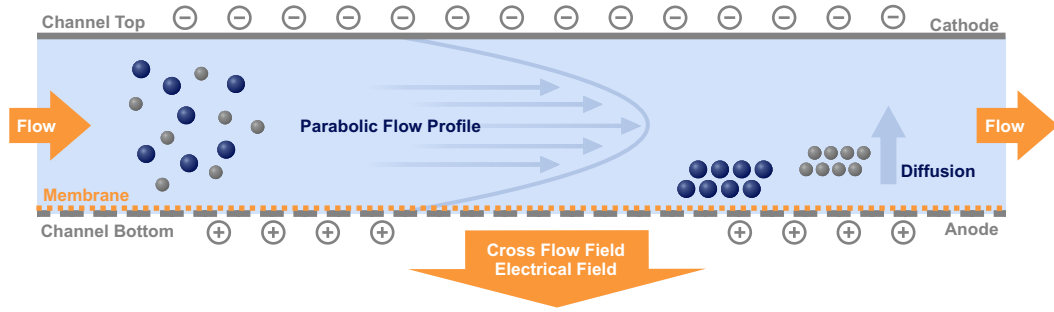 Channel Top
Cathode
Flow
Parabolic Flow Profile
Flow
Diffusion
Membrane
Channel Bottom
Anode
Cross Flow Field
Electrical Field